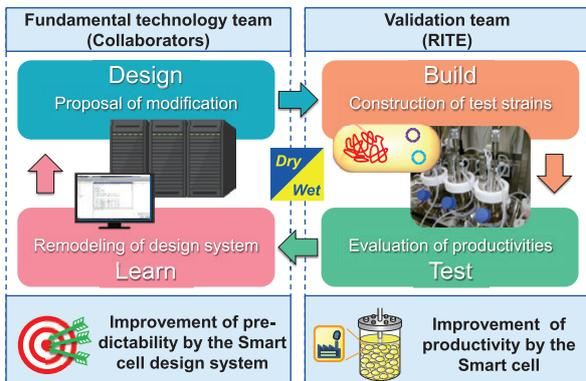 Fundamental technology team
(Collaborators)
Validation team
(RITE)
Design
Proposal of modification
Build
Construction of test strains
Dry
Wet
Remodeling of design system
Learn
Evaluation of productivities
Test
Improvement of pre-
dictability by the Smart
cell design system
Improvement of
productivity by the
Smart cell